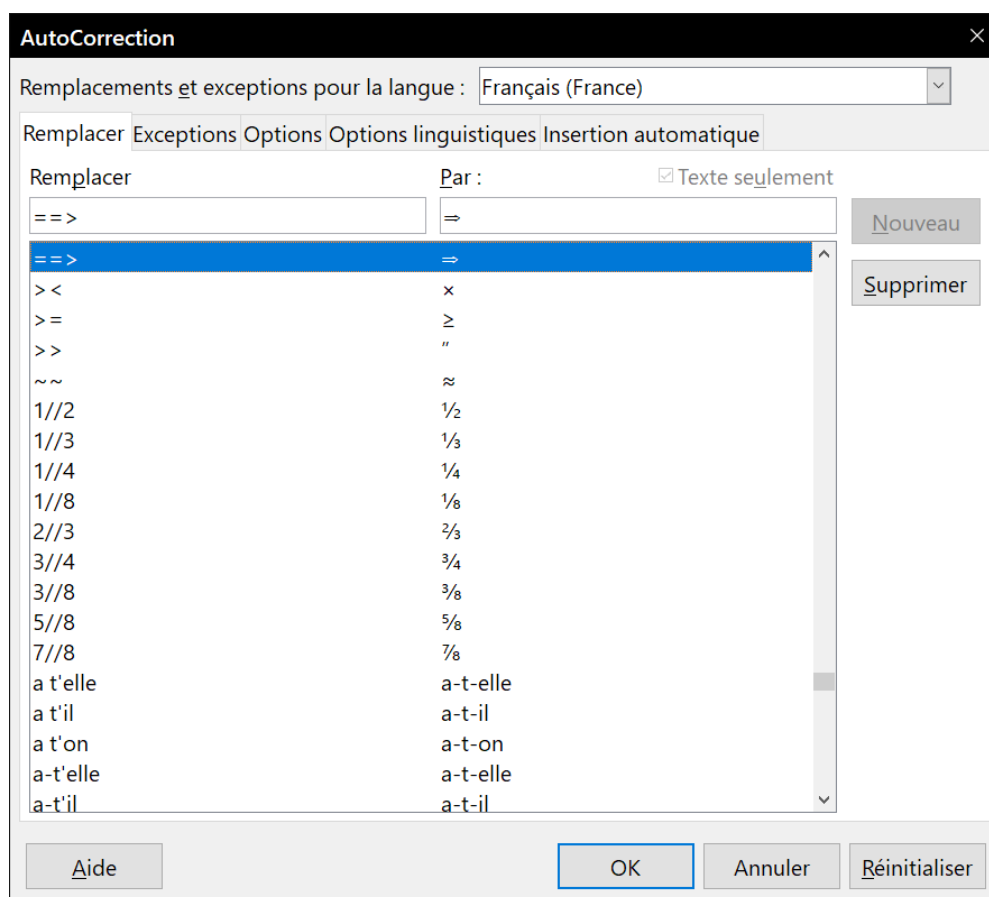 AutoCorrection
Remplacements et exceptions pour la langue : Français (France)
Remplacer Exceptions Options Options linguistiques Insertion automatique
Remplacer Par : Texte seulement
==> ⇒ Nouveau
==> ⇒
>< × Supprimer
>= ≥
>> ″
~~ ≈
1//2 ½
1//3 ⅓
1//4 ¼
1//8 ⅛
2//3 ⅔
3//4 ¾
3//8 ⅜
5//8 ⅝
7//8 ⅞
a t'elle a-t-elle
a t'il a-t-il
a t'on a-t-on
a-t'elle a-t-elle
a-t'il a-t-il
Aide OK Annuler Réinitialiser